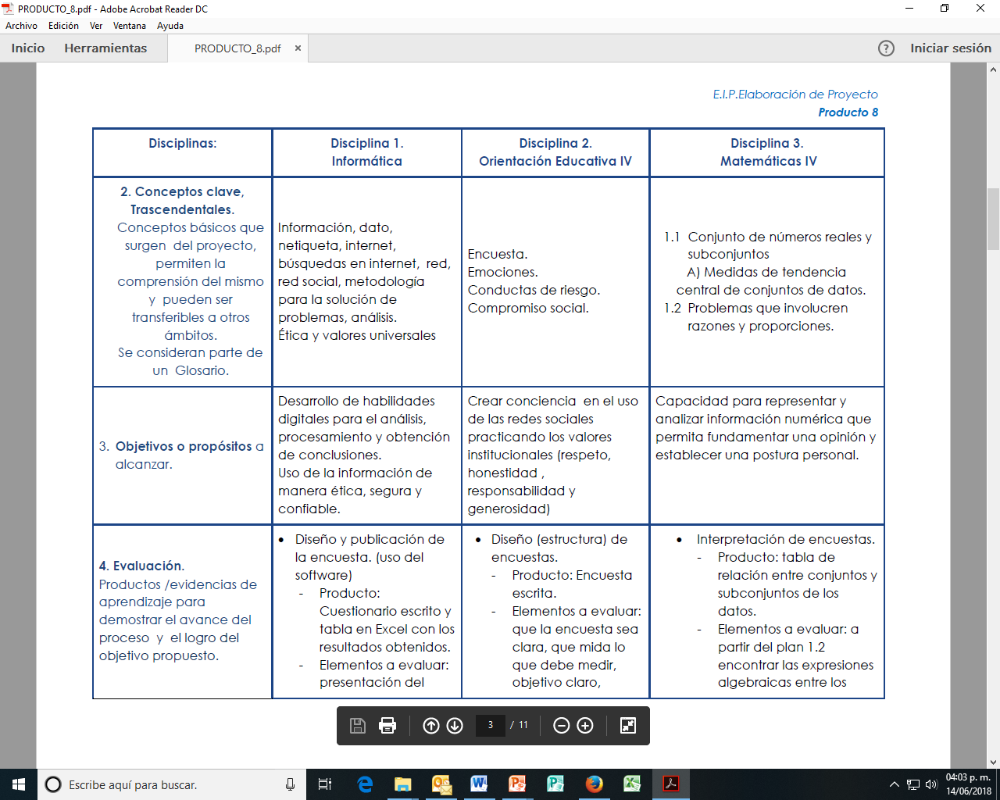 PRODUCTO_8.pdf - Adobe Acrobat Reader DC
Archivo Edición Ver Ventana Ayuda
Inicio Herramientas PRODUCTO_8.pdf × ? Iniciar sesión
E.I.P.Elaboración de Proyecto
Producto 8
Disciplinas:
Disciplina 1.
Informática
Disciplina 2.
Orientación Educativa IV
Disciplina 3.
Matemáticas IV
2. Conceptos clave,
Trascendentales.
Conceptos básicos que
surgen del proyecto,
permiten la
comprensión del mismo
y pueden ser
transferibles a otros
ámbitos.
Se consideran parte de
un Glosario.
Información, dato,
netiqueta, internet,
búsquedas en internet, red,
red social, metodología
para la solución de
problemas, análisis.
Ética y valores universales
Encuesta.
Emociones.
Conductas de riesgo.
Compromiso social.
1.1 Conjunto de números reales y
subconjuntos
A) Medidas de tendencia
central de conjuntos de datos.
1.2 Problemas que involucren
razones y proporciones.
3. Objetivos o propósitos a
alcanzar.
Desarrollo de habilidades
digitales para el análisis,
procesamiento y obtención
de conclusiones.
Uso de la información de
manera ética, segura y
confiable.
Crear conciencia en el uso
de las redes sociales
practicando los valores
institucionales (respeto,
honestidad ,
responsabilidad y
generosidad)
Capacidad para representar y
analizar información numérica que
permita fundamentar una opinión y
establecer una postura personal.
4. Evaluación.
Productos /evidencias de
aprendizaje para
demostrar el avance del
proceso y el logro del
objetivo propuesto.
• Diseño y publicación de
la encuesta. (uso del
software)
- Producto:
Cuestionario escrito y
tabla en Excel con los
resultados obtenidos.
- Elementos a evaluar:
presentación del
• Diseño (estructura) de
encuestas.
- Producto: Encuesta
escrita.
- Elementos a evaluar:
que la encuesta sea
clara, que mida lo
que debe medir,
objetivo claro,
• Interpretación de encuestas.
- Producto: tabla de
relación entre conjuntos y
subconjuntos de los
datos.
- Elementos a evaluar: a
partir del plan 1.2
encontrar las expresiones
algebraicas entre los
3 / 11
Escribe aquí para buscar.
04:03 p. m.
14/06/2018